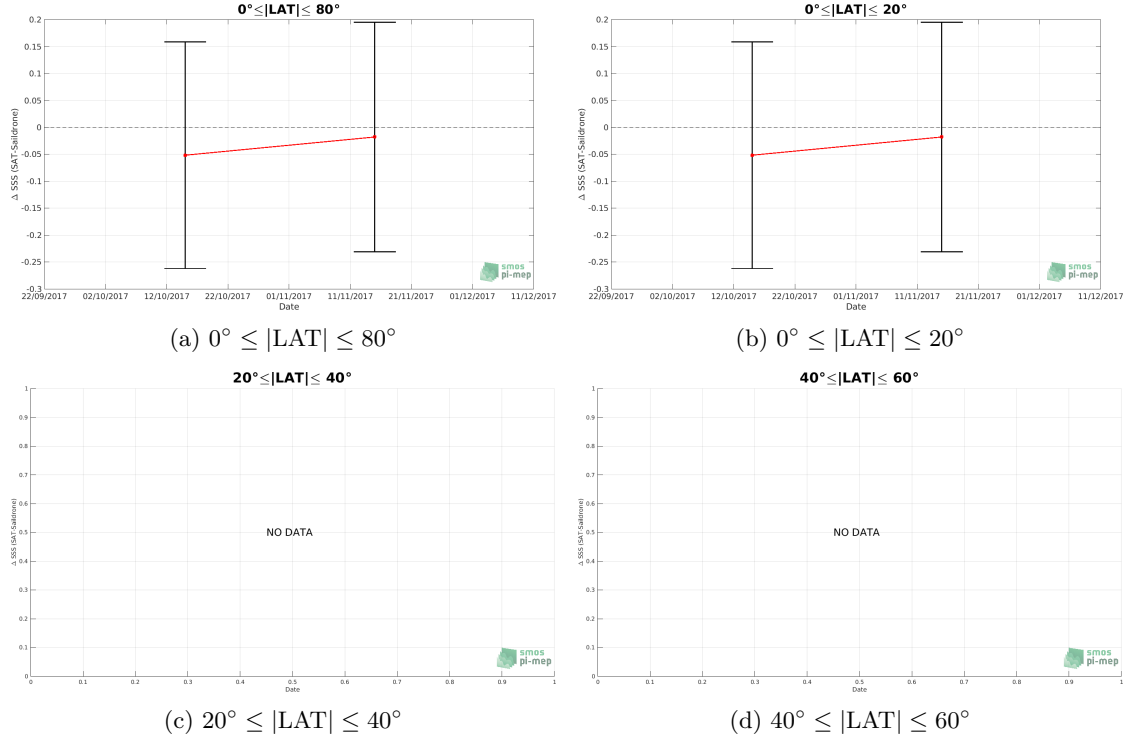 0°≤|LAT|≤ 80°
0.2
0.15
0.1
0.05
0
-0.05
-0.1
-0.15
-0.2
-0.25
-0.3
Δ SSS (SAT-Saildrone)
22/09/2017 02/10/2017 12/10/2017 22/10/2017 01/11/2017 11/11/2017 21/11/2017 01/12/2017 11/12/2017
Date
smos
pi-mep
(a) 0° ≤ |LAT| ≤ 80°
0°≤|LAT|≤ 20°
0.2
0.15
0.1
0.05
0
-0.05
-0.1
-0.15
-0.2
-0.25
-0.3
Δ SSS (SAT-Saildrone)
22/09/2017 02/10/2017 12/10/2017 22/10/2017 01/11/2017 11/11/2017 21/11/2017 01/12/2017 11/12/2017
Date
smos
pi-mep
(b) 0° ≤ |LAT| ≤ 20°
20°≤|LAT|≤ 40°
1
0.9
0.8
0.7
0.6
0.5
0.4
0.3
0.2
0.1
0
Δ SSS (SAT-Saildrone)
NO DATA
0 0.1 0.2 0.3 0.4 0.5 0.6 0.7 0.8 0.9 1
Date
smos
pi-mep
(c) 20° ≤ |LAT| ≤ 40°
40°≤|LAT|≤ 60°
1
0.9
0.8
0.7
0.6
0.5
0.4
0.3
0.2
0.1
0
Δ SSS (SAT-Saildrone)
NO DATA
0 0.1 0.2 0.3 0.4 0.5 0.6 0.7 0.8 0.9 1
Date
smos
pi-mep
(d) 40° ≤ |LAT| ≤ 60°